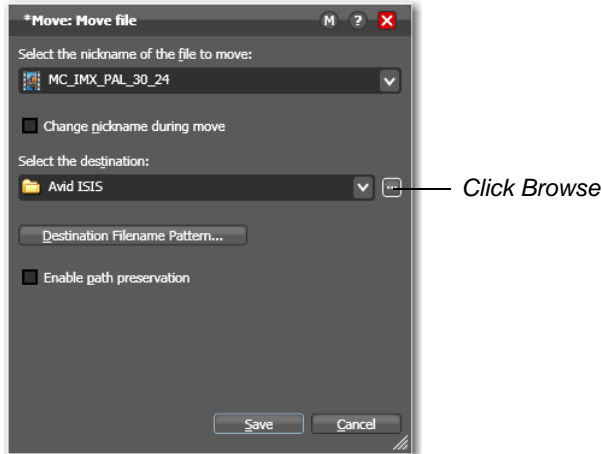 *Move: Move file
M ?
Select the nickname of the file to move:
MC_IMX_PAL_30_24
Change nickname during move
Select the destination:
Avid ISIS
...
Click Browse
Destination Filename Pattern...
Enable path preservation
Save Cancel